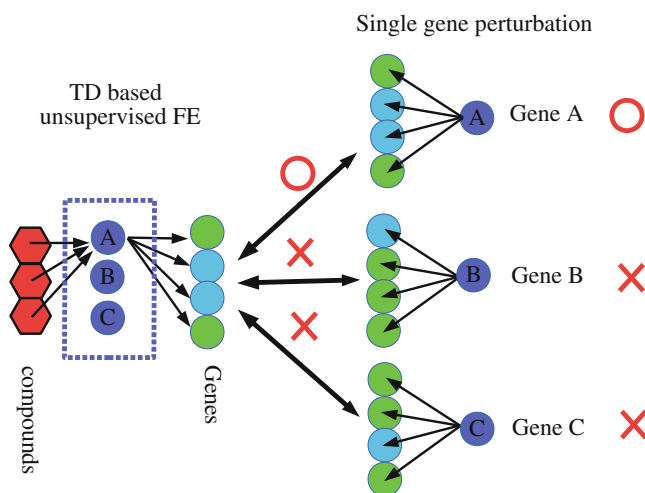 Single gene perturbation
TD based
unsupervised FE
A
Gene A
A
B
C
B
Gene B
C
Gene C
compounds
Genes